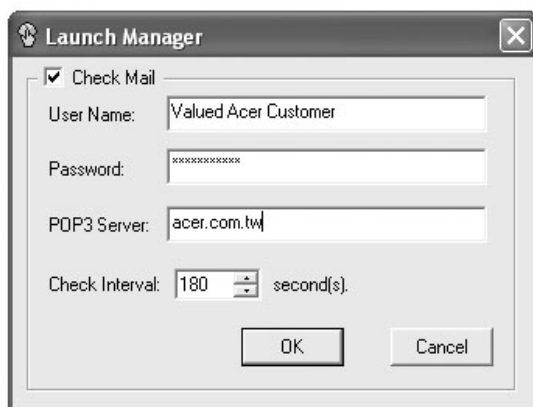 Launch Manager
Check Mail
User Name: Valued Acer Customer
Password: xxxxxxxxxxx
POP3 Server: acer.com.tw
Check Interval: 180 second(s).
OK Cancel